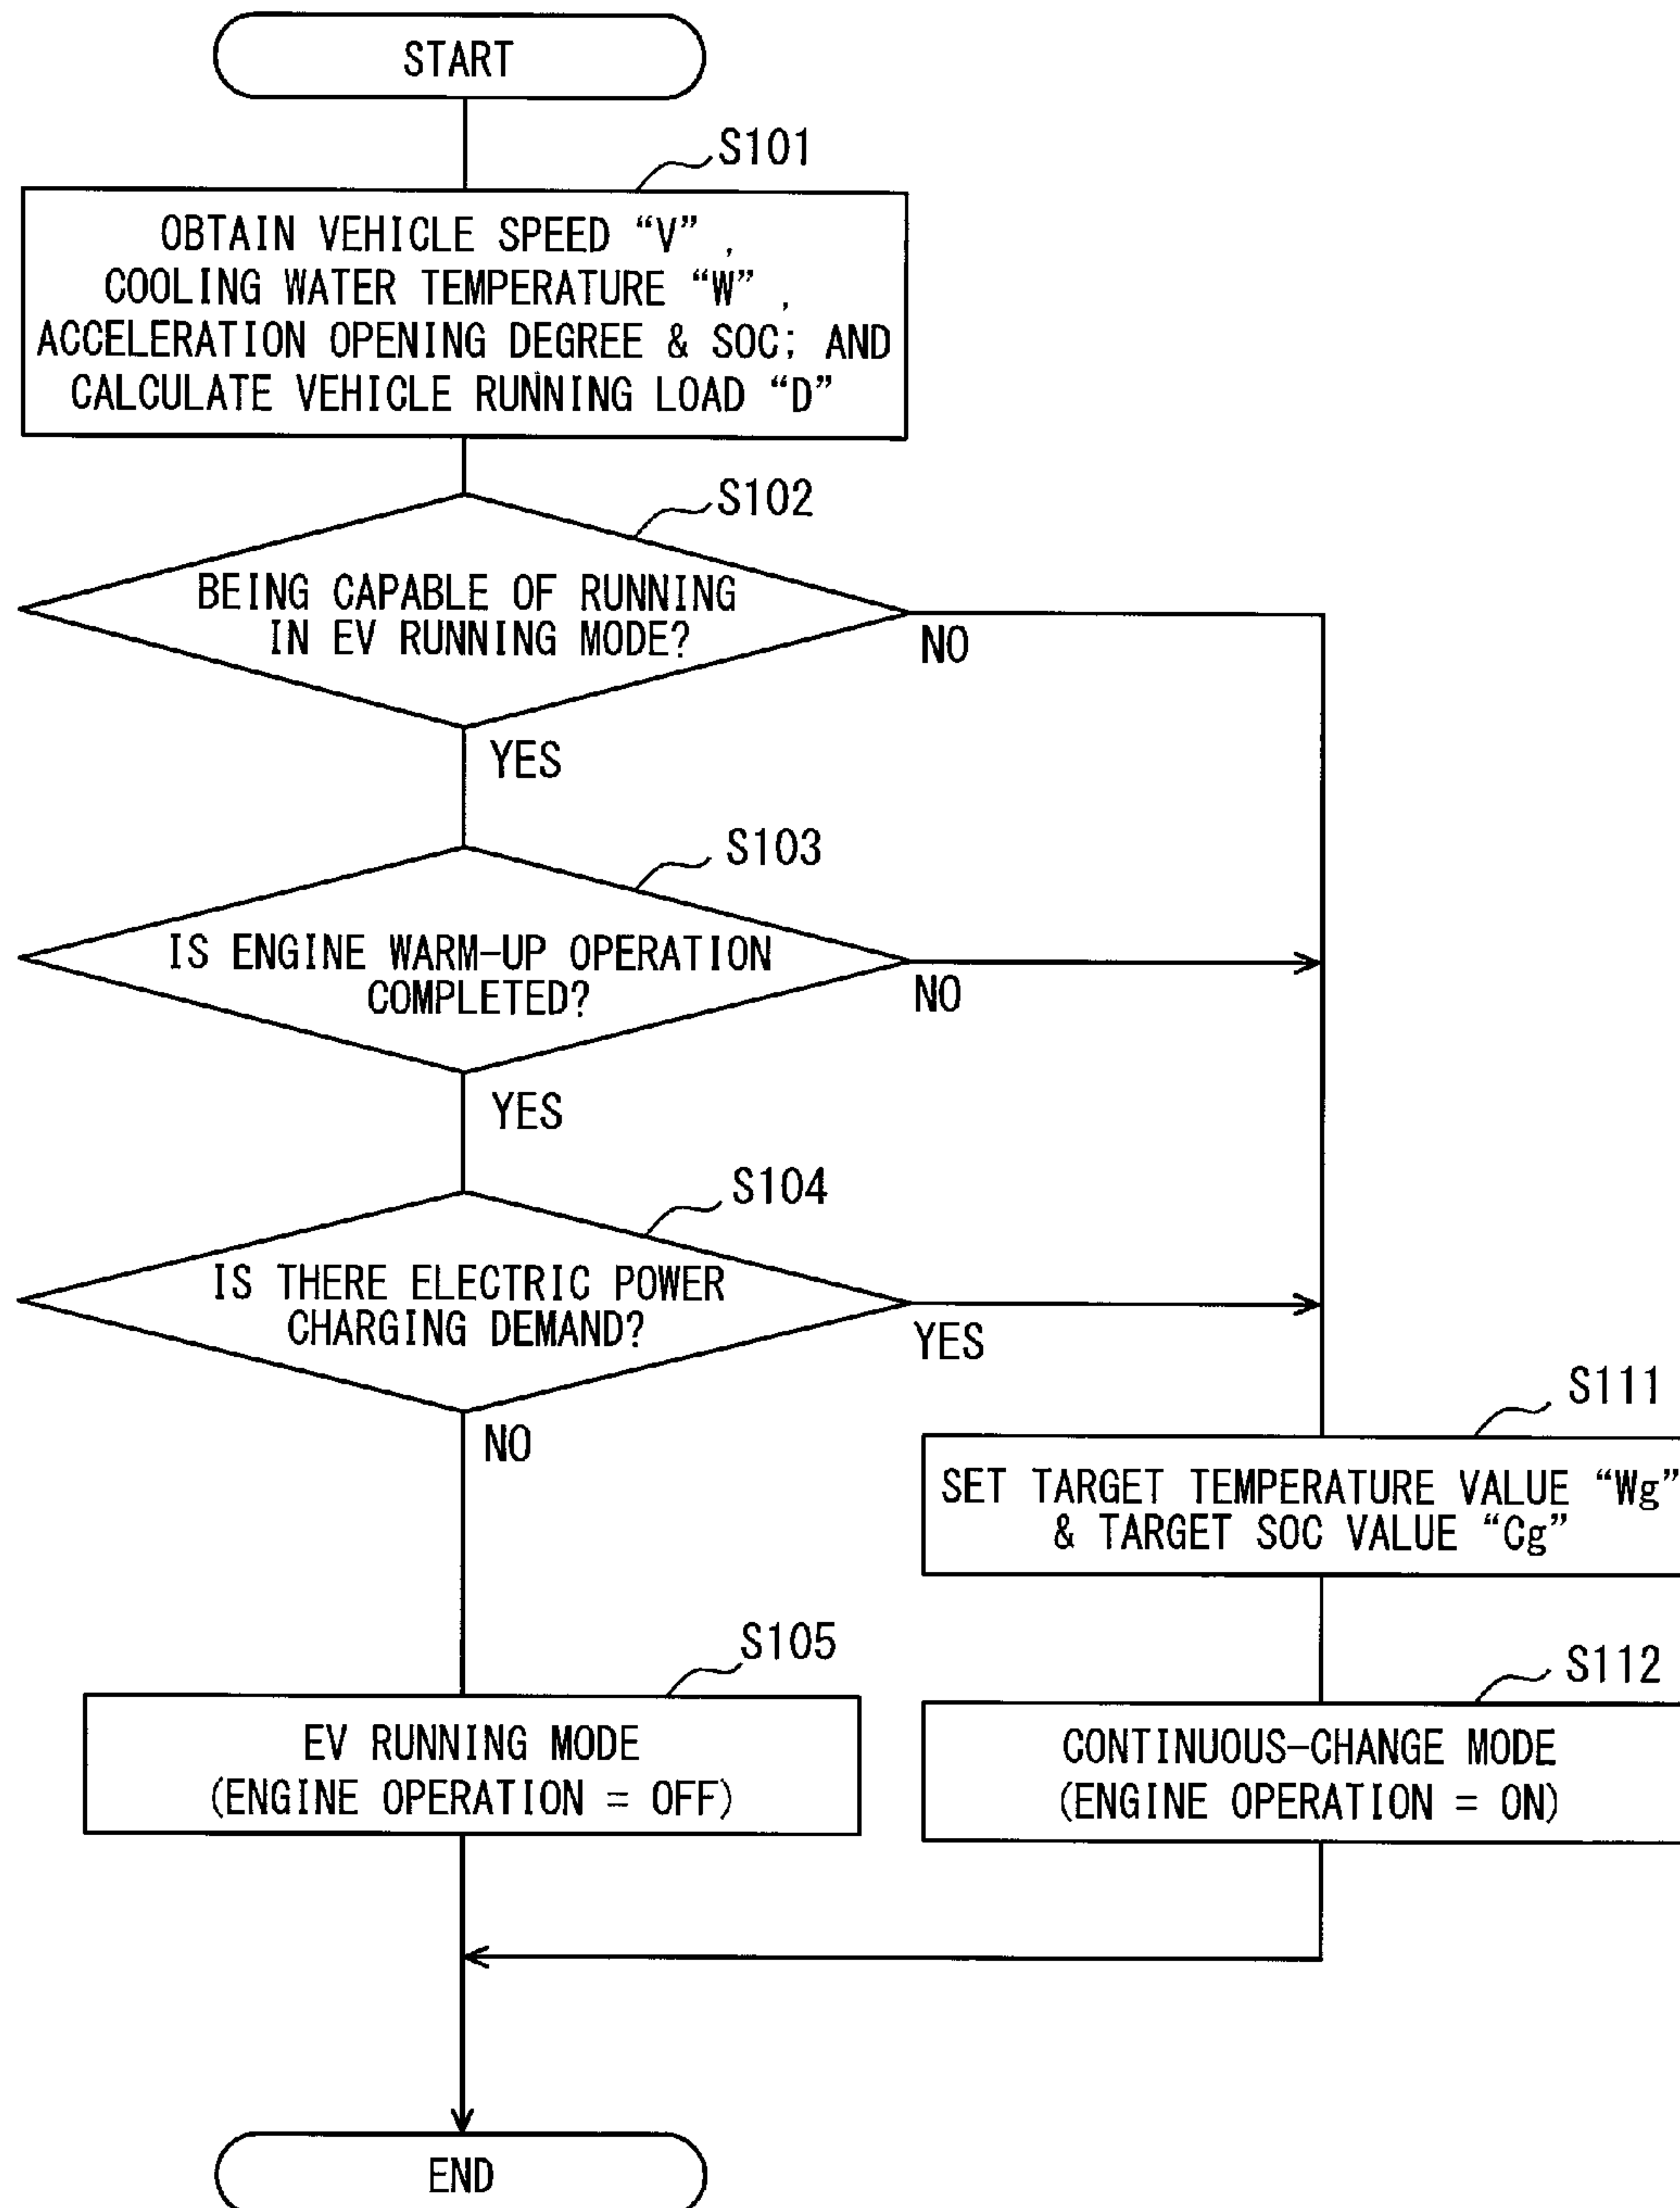 START
S101
OBTAIN VEHICLE SPEED “V” ,
COOLING WATER TEMPERATURE “W” ,
ACCELERATION OPENING DEGREE & SOC; AND
CALCULATE VEHICLE RUNNING LOAD “D”
S102
BEING CAPABLE OF RUNNING
IN EV RUNNING MODE?
NO
YES
S103
IS ENGINE WARM-UP OPERATION
COMPLETED?
NO
YES
S104
IS THERE ELECTRIC POWER
CHARGING DEMAND?
YES
NO
S111
SET TARGET TEMPERATURE VALUE “Wg”
& TARGET SOC VALUE “Cg”
S105
EV RUNNING MODE
(ENGINE OPERATION = OFF)
S112
CONTINUOUS-CHANGE MODE
(ENGINE OPERATION = ON)
END